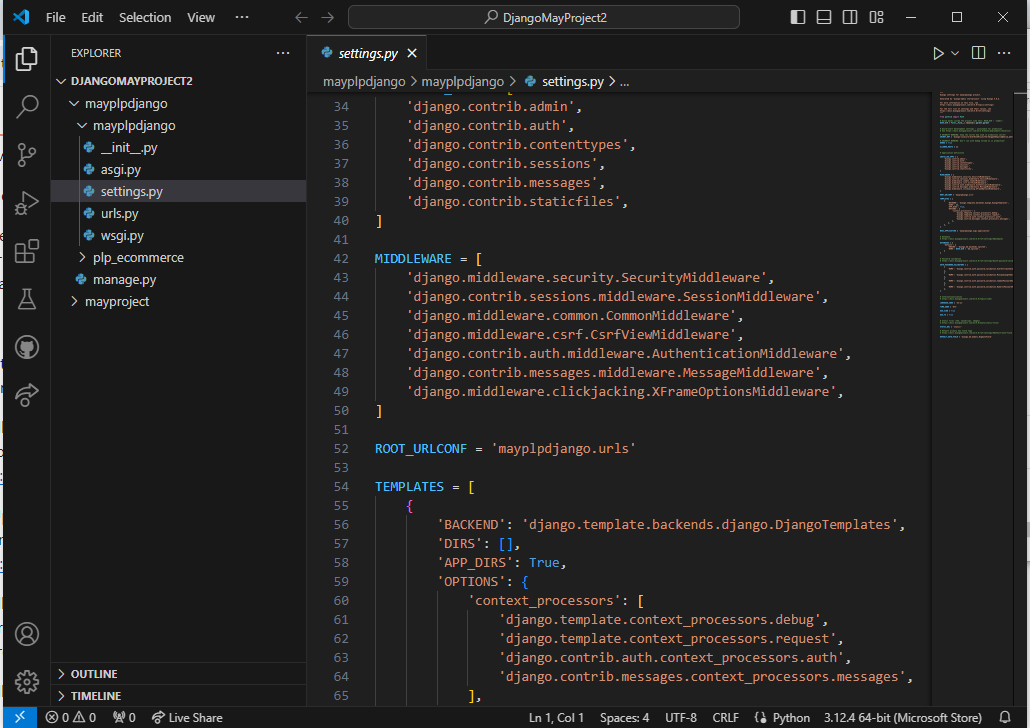 File Edit Selection View ··· DjangoMayProject2
EXPLORER ···
DJANGOMAYPROJECT2
mayplpdjango
mayplpdjango
__init__.py
asgi.py
settings.py
urls.py
wsgi.py
plp_ecommerce
manage.py
mayproject
OUTLINE
TIMELINE
settings.py
mayplpdjango > mayplpdjango > settings.py > ...
34 'django.contrib.admin',
35 'django.contrib.auth',
36 'django.contrib.contenttypes',
37 'django.contrib.sessions',
38 'django.contrib.messages',
39 'django.contrib.staticfiles',
40 ]
41
42 MIDDLEWARE = [
43 'django.middleware.security.SecurityMiddleware',
44 'django.contrib.sessions.middleware.SessionMiddleware',
45 'django.middleware.common.CommonMiddleware',
46 'django.middleware.csrf.CsrfViewMiddleware',
47 'django.contrib.auth.middleware.AuthenticationMiddleware',
48 'django.contrib.messages.middleware.MessageMiddleware',
49 'django.middleware.clickjacking.XFrameOptionsMiddleware',
50 ]
51
52 ROOT_URLCONF = 'mayplpdjango.urls'
53
54 TEMPLATES = [
55 {
56 'BACKEND': 'django.template.backends.django.DjangoTemplates',
57 'DIRS': [],
58 'APP_DIRS': True,
59 'OPTIONS': {
60 'context_processors': [
61 'django.template.context_processors.debug',
62 'django.template.context_processors.request',
63 'django.contrib.auth.context_processors.auth',
64 'django.contrib.messages.context_processors.messages',
65 ],
0 0 0 Live Share Ln 1, Col 1 Spaces: 4 UTF-8 CRLF Python 3.12.4 64-bit (Microsoft Store)